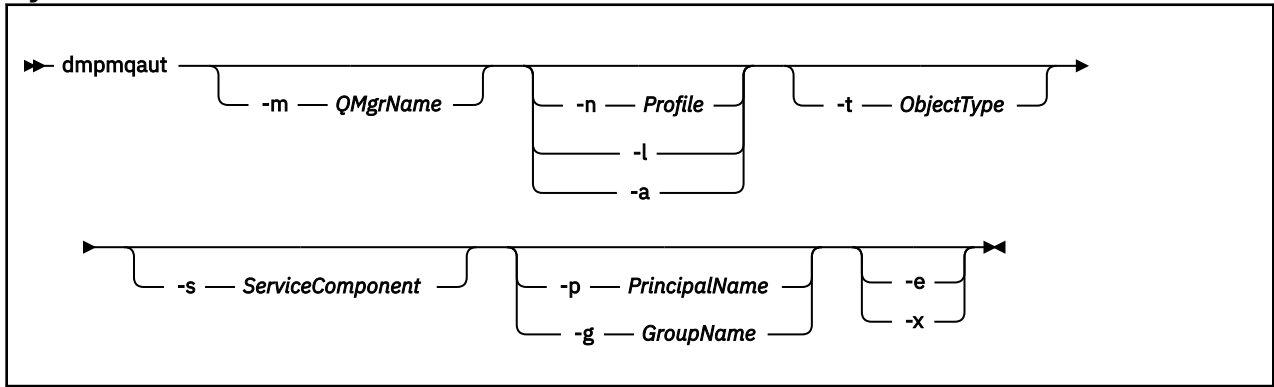 dmpmqaut
-m QMgrName
-n Profile
-t ObjectType
-l
-a
-s ServiceComponent
-p PrincipalName
-e
-x
-g GroupName